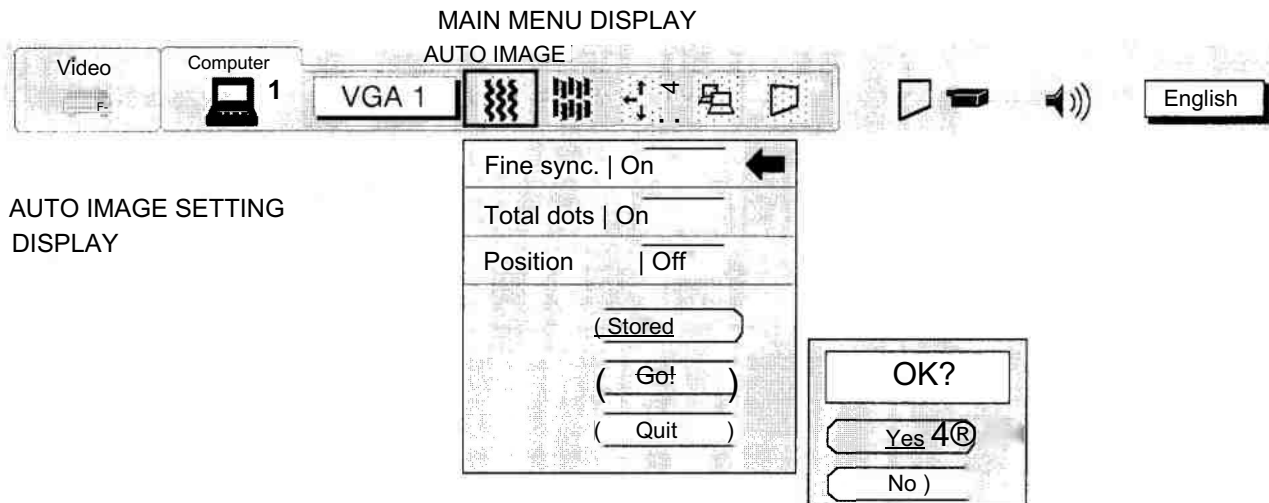 MAIN MENU DISPLAY
AUTO IMAGE
Video
Computer
1
VGA 1
English
AUTO IMAGE SETTING
DISPLAY
Fine sync. | On
Total dots | On
Position | Off
( Stored
( Go! )
( Quit )
OK?
Yes 4®
No )